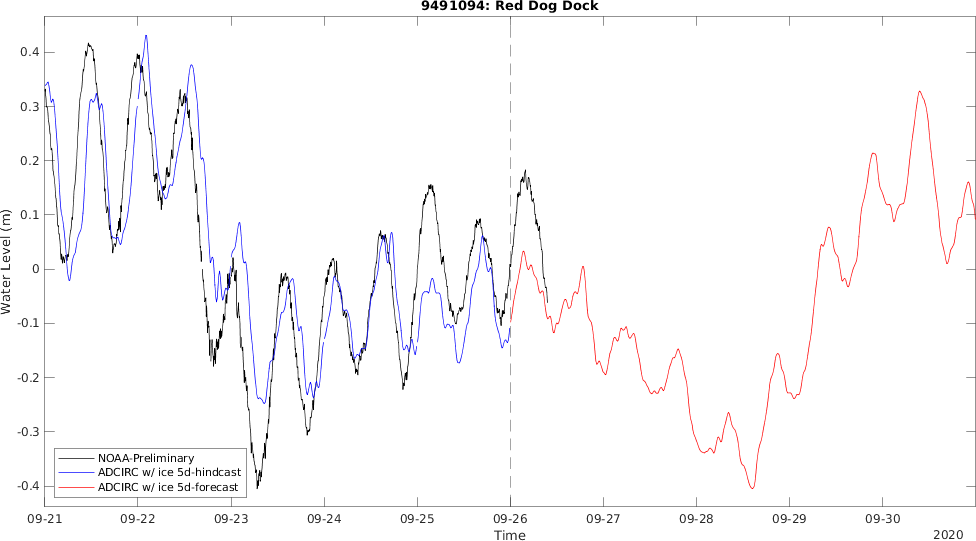 9491094: Red Dog Dock
0.4
0.3
0.2
0.1
0
-0.1
-0.2
-0.3
-0.4
Water Level (m)
NOAA-Preliminary
ADCIRC w/ ice 5d-hindcast
ADCIRC w/ ice 5d-forecast
09-21 09-22 09-23 09-24 09-25 09-26 09-27 09-28 09-29 09-30
Time
2020